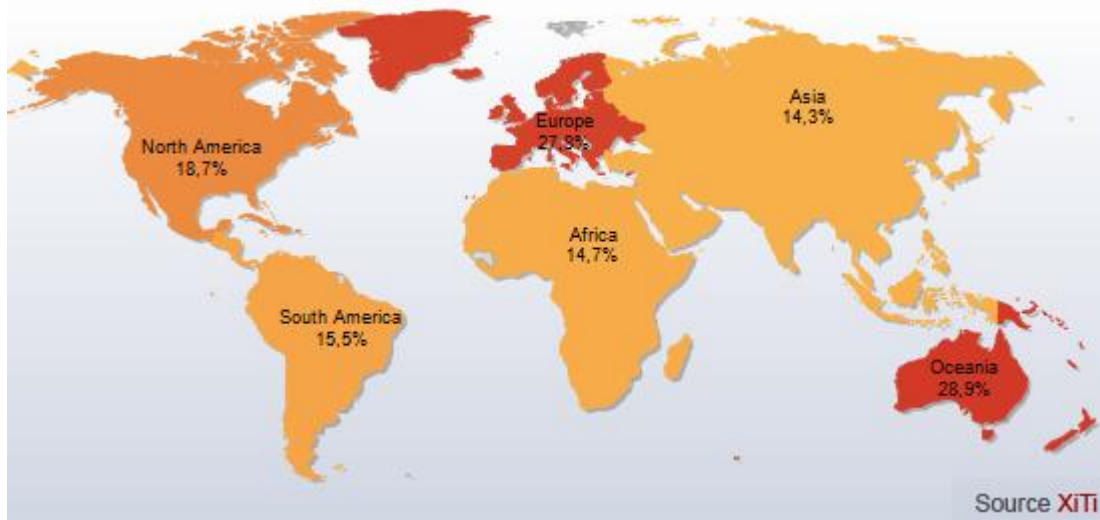 Asia
14,3%
Europe
27,8%
North America
18,7%
Africa
14,7%
South America
15,5%
Oceania
28,9%
Source XiTi